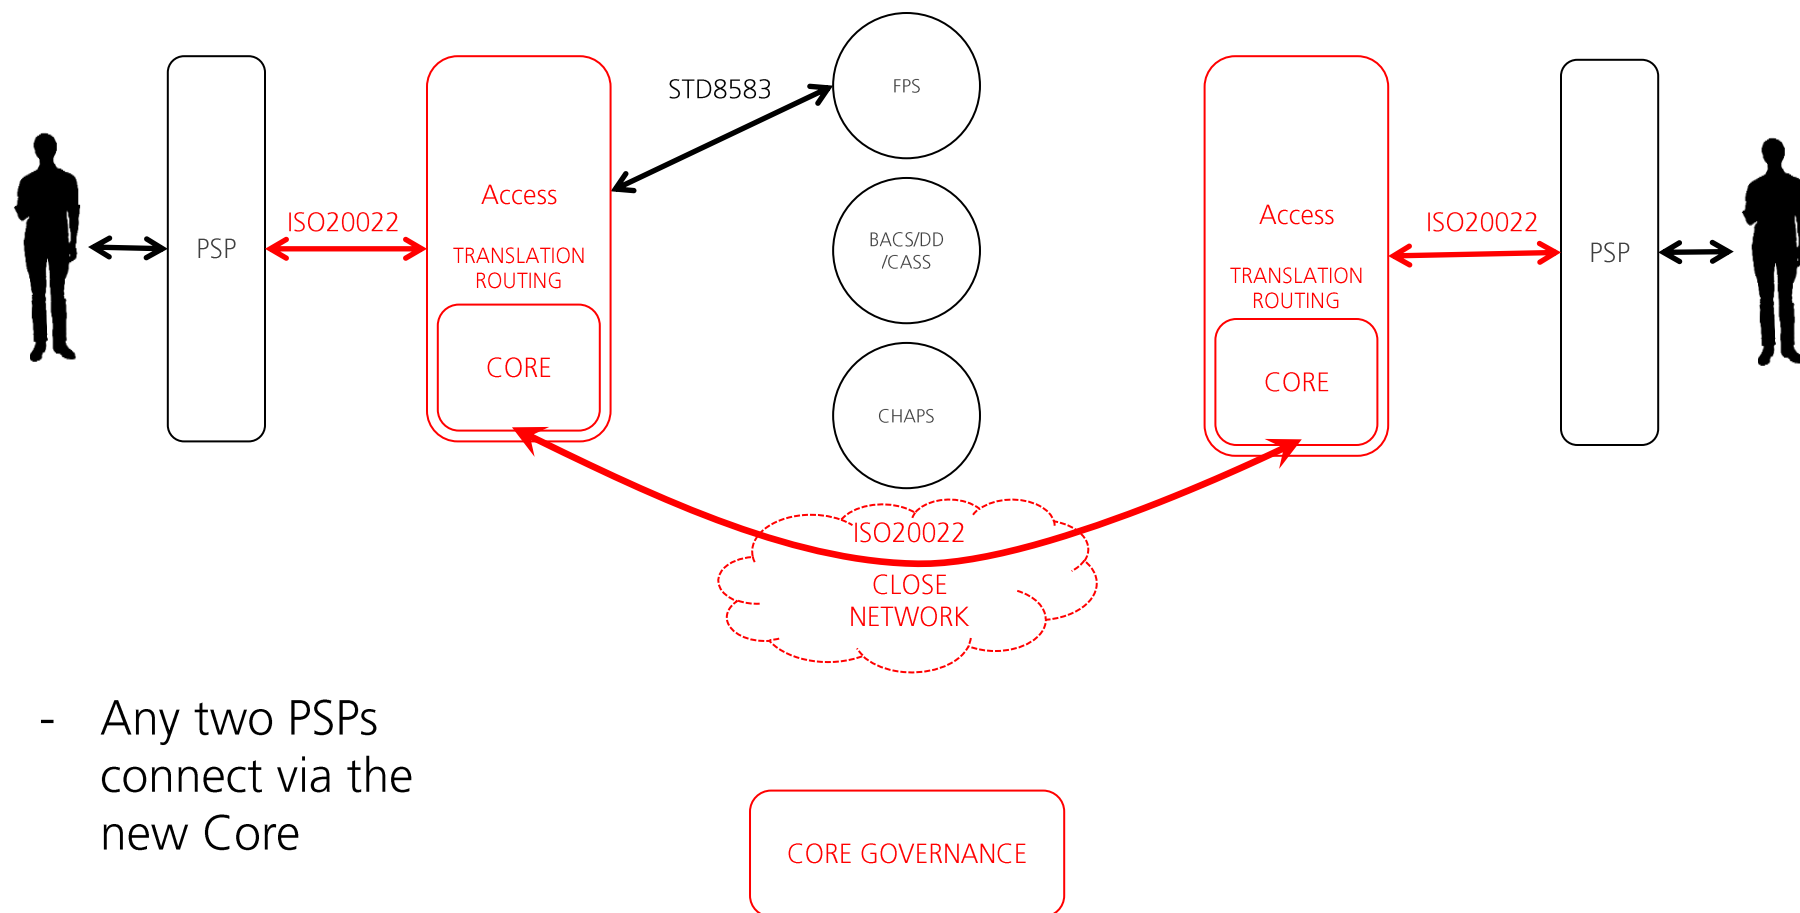 STD8583
FPS
PSP
ISO20022
Access
TRANSLATION
ROUTING
CORE
BACS/DD
/CASS
CHAPS
Access
TRANSLATION
ROUTING
CORE
ISO20022
PSP
ISO20022
CLOSE
NETWORK
- Any two PSPs
connect via the
new Core
CORE GOVERNANCE